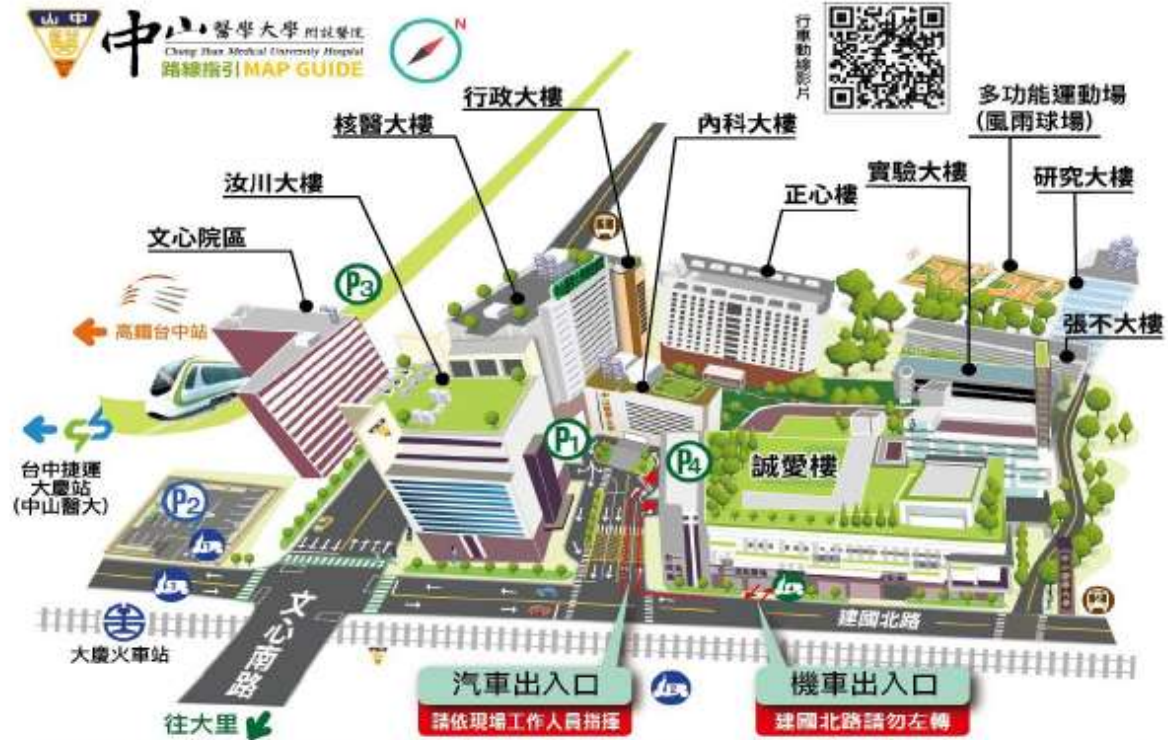 中山
中山醫學大學 附設醫院
Chung Shan Medical University Hospital
路線指引 MAP GUIDE
N
行車動線影片
行政大樓
核醫大樓
汝川大樓
文心院區
內科大樓
正心樓
實驗大樓
多功能運動場
(風雨球場)
研究大樓
張不大樓
P3
高鐵台中站
台中捷運
大慶站
(中山醫大)
P2
P1
P4
誠愛樓
大慶火車站
文心南路
建國北路
往大里
汽車出入口
請依現場工作人員指揮
機車出入口
建國北路請勿左轉